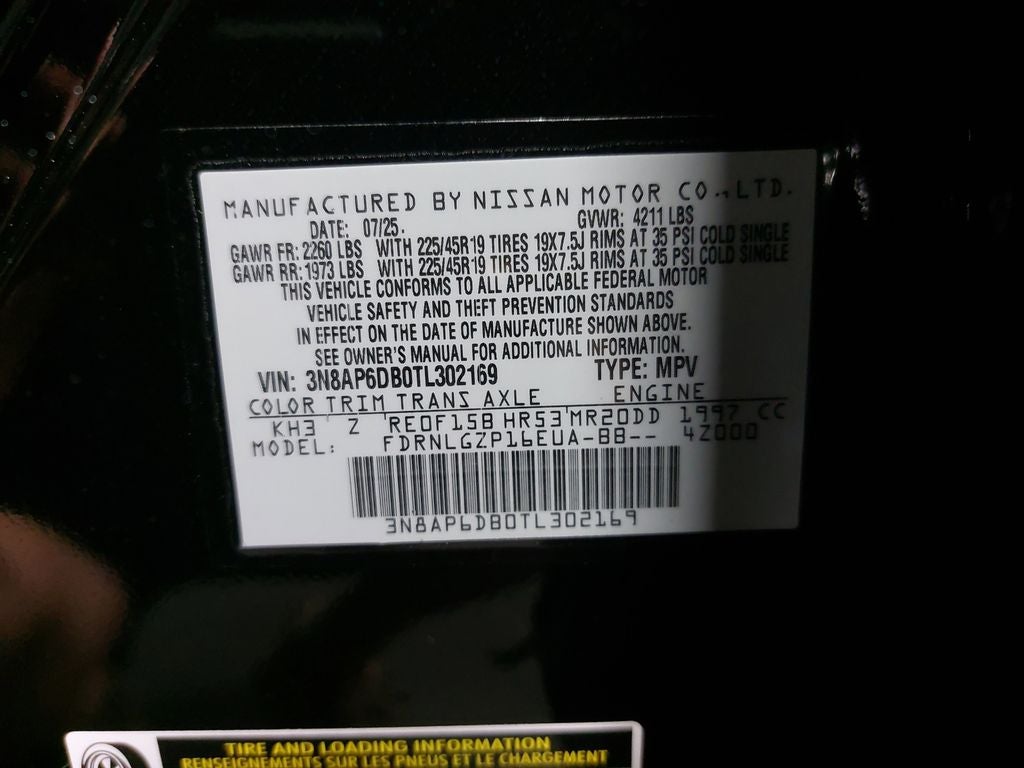 MANUFACTURED BY NISSAN MOTOR CO., LTD.
DATE: 07/25. GVWR: 4211 LBS
GAWR FR: 2260 LBS WITH 225/45R19 TIRES 19X7.5J RIMS AT 35 PSI COLD SINGLE
GAWR RR: 1973 LBS WITH 225/45R19 TIRES 19X7.5J RIMS AT 35 PSI COLD SINGLE
THIS VEHICLE CONFORMS TO ALL APPLICABLE FEDERAL MOTOR
VEHICLE SAFETY AND THEFT PREVENTION STANDARDS
IN EFFECT ON THE DATE OF MANUFACTURE SHOWN ABOVE.
SEE OWNER'S MANUAL FOR ADDITIONAL INFORMATION.
VIN: 3N8AP6DB0TL302169 TYPE: MPV
COLOR TRIM TRANS AXLE ENGINE
KH3 Z RE0F15B HR53 MR20DD 1997 CC
MODEL: FDRNLGZP16EUA-BB-- 4Z000
3N8AP6DB0TL302169
TIRE AND LOADING INFORMATION
RENSEIGNEMENTS SUR LES PNEUS ET LE CHARGEMENT